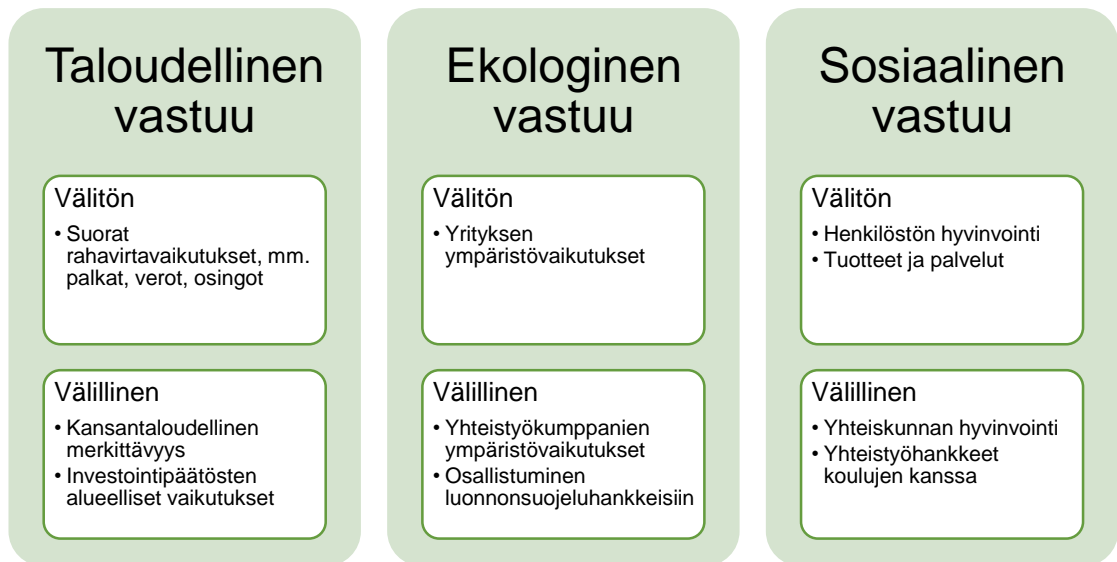 Taloudellinen
vastuu
Välitön
• Suorat
rahavirtavaikutukset, mm.
palkat, verot, osingot
Välillinen
• Kansantaloudellinen
merkittävyys
• Investointipäätösten
alueelliset vaikutukset
Ekologinen
vastuu
Välitön
• Yrityksen
ympäristövaikutukset
Välillinen
• Yhteistyökumppanien
ympäristövaikutukset
• Osallistuminen
luonnonsuojeluhankkeisiin
Sosiaalinen
vastuu
Välitön
• Henkilöstön hyvinvointi
• Tuotteet ja palvelut
Välillinen
• Yhteiskunnan hyvinvointi
• Yhteistyöhankkeet
koulujen kanssa